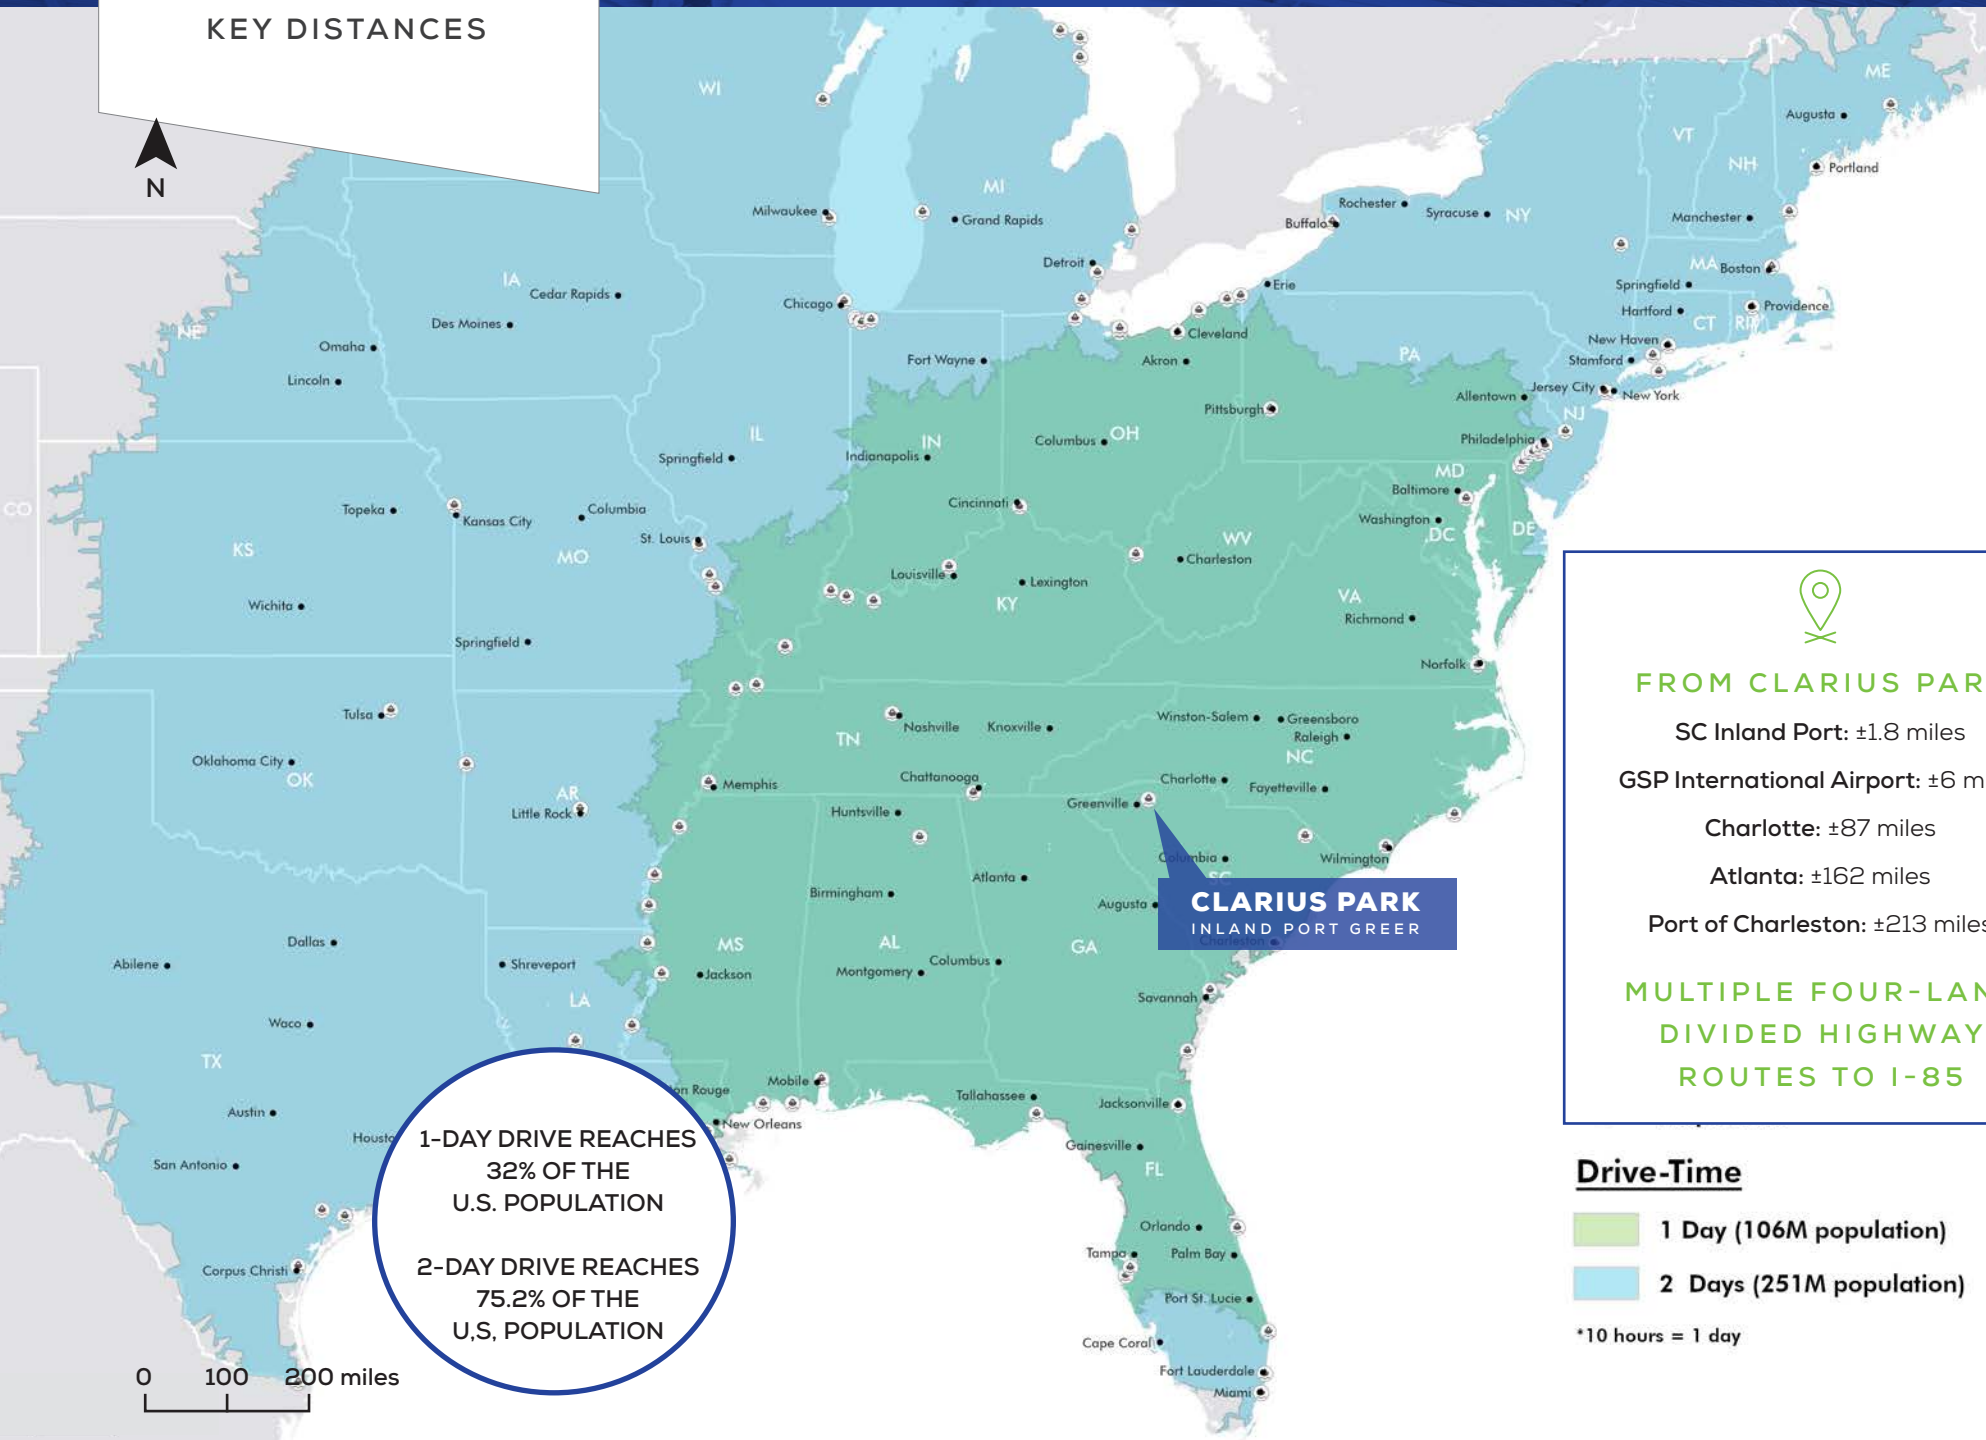 KEY DISTANCES
N
WI
MI
ME
VT
NH
NY
MA
CT
RI
IA
NE
PA
NJ
IL
IN
OH
MD
CO
KS
MO
WV
DC
DE
KY
VA
TN
NC
OK
AR
SC
MS
AL
GA
LA
TX
FL
Augusta
Portland
Rochester
Syracuse
Buffalo
Manchester
Milwaukee
Grand Rapids
Detroit
Boston
Springfield
Erie
Cedar Rapids
Chicago
Hartford
Providence
Des Moines
Cleveland
New Haven
Omaha
Fort Wayne
Akron
Stamford
Lincoln
Jersey City
New York
Allentown
Pittsburgh
Philadelphia
Columbus
Springfield
Indianapolis
Baltimore
Topeka
Kansas City
Columbia
Cincinnati
Washington
St. Louis
Charleston
Louisville
Lexington
Wichita
Richmond
Springfield
Norfolk
Tulsa
Nashville
Knoxville
Winston-Salem
Greensboro
Raleigh
Oklahoma City
Memphis
Chattanooga
Charlotte
Fayetteville
Little Rock
Huntsville
Greenville
Columbia
Wilmington
Birmingham
Atlanta
Augusta
Charleston
Dallas
Abilene
Shreveport
Jackson
Montgomery
Columbus
Savannah
Waco
on Rouge
Mobile
Tallahassee
Jacksonville
Austin
Housto
New Orleans
Gainesville
San Antonio
Orlando
Tampa
Palm Bay
Corpus Christi
Port St. Lucie
Cape Coral
Fort Lauderdale
Miami
CLARIUS PARK
INLAND PORT GREER
FROM CLARIUS PAR
SC Inland Port: ±1.8 miles
GSP International Airport: ±6 m
Charlotte: ±87 miles
Atlanta: ±162 miles
Port of Charleston: ±213 miles
MULTIPLE FOUR-LAN
DIVIDED HIGHWAY
ROUTES TO I-85
1-DAY DRIVE REACHES
32% OF THE
U.S. POPULATION
2-DAY DRIVE REACHES
75.2% OF THE
U,S, POPULATION
Drive-Time
1 Day (106M population)
2 Days (251M population)
*10 hours = 1 day
0 100 200 miles